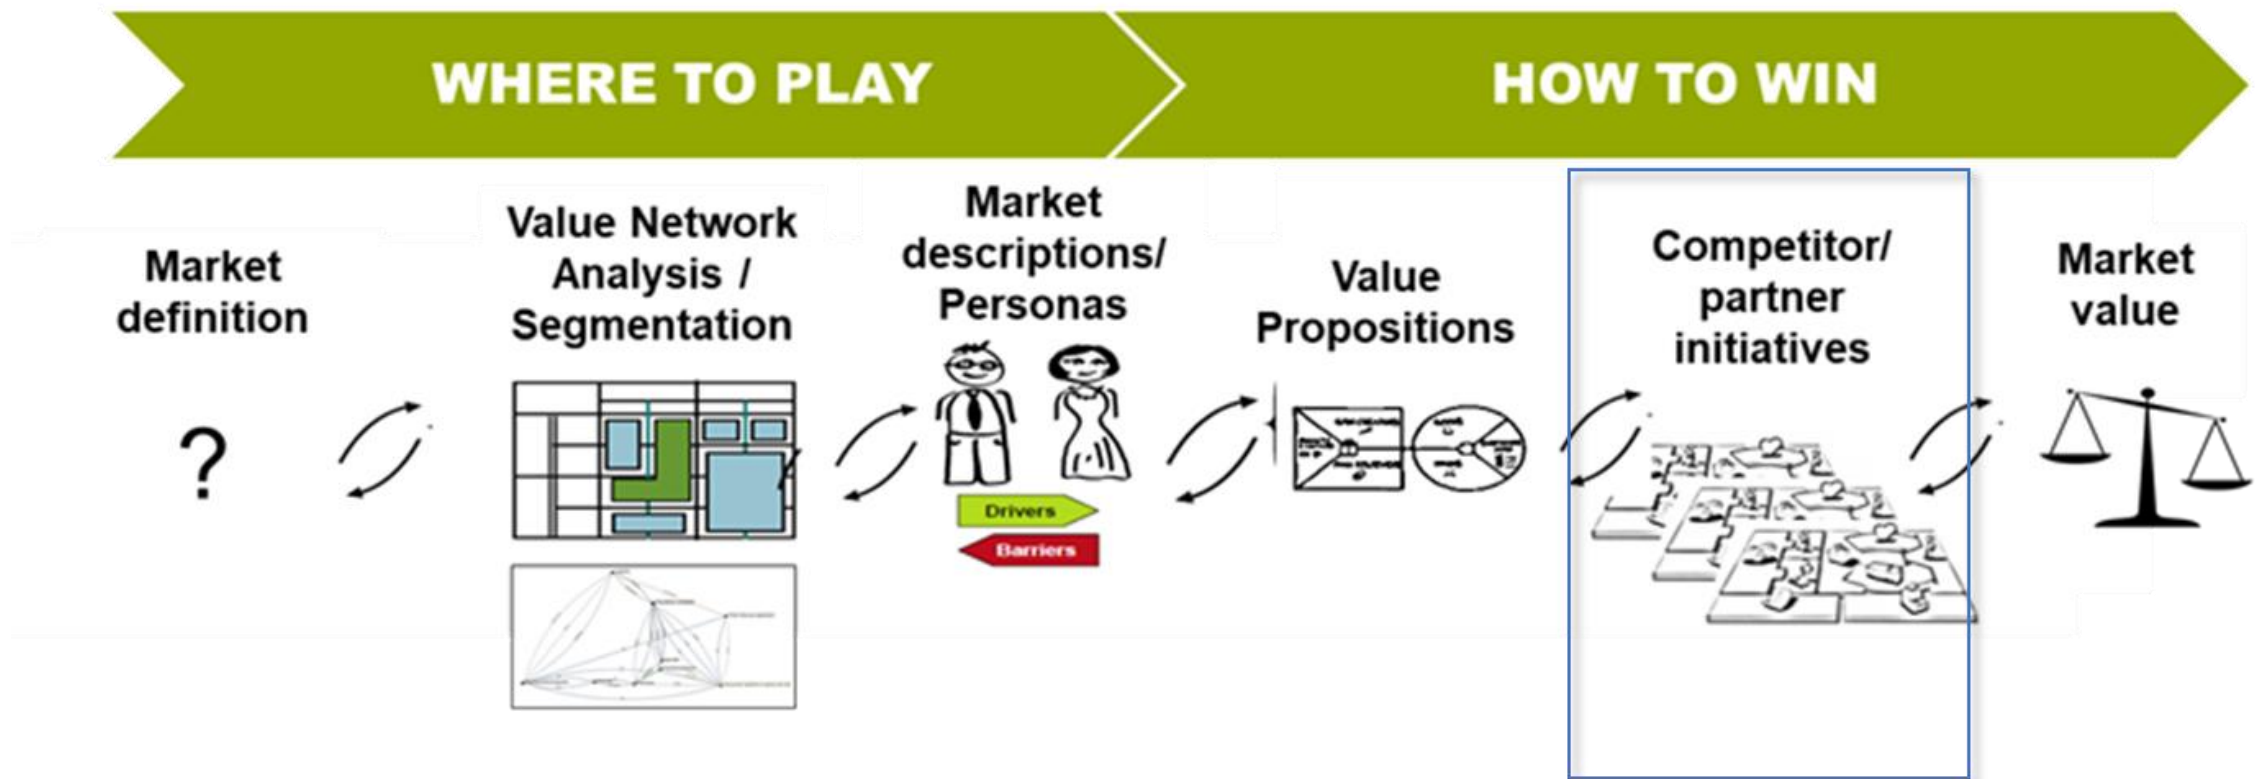 WHERE TO PLAY
HOW TO WIN
Market
definition
Value Network
Analysis /
Segmentation
Market
descriptions/
Personas
Value
Propositions
Competitor/
partner
initiatives
Market
value
?
Drivers
Barriers